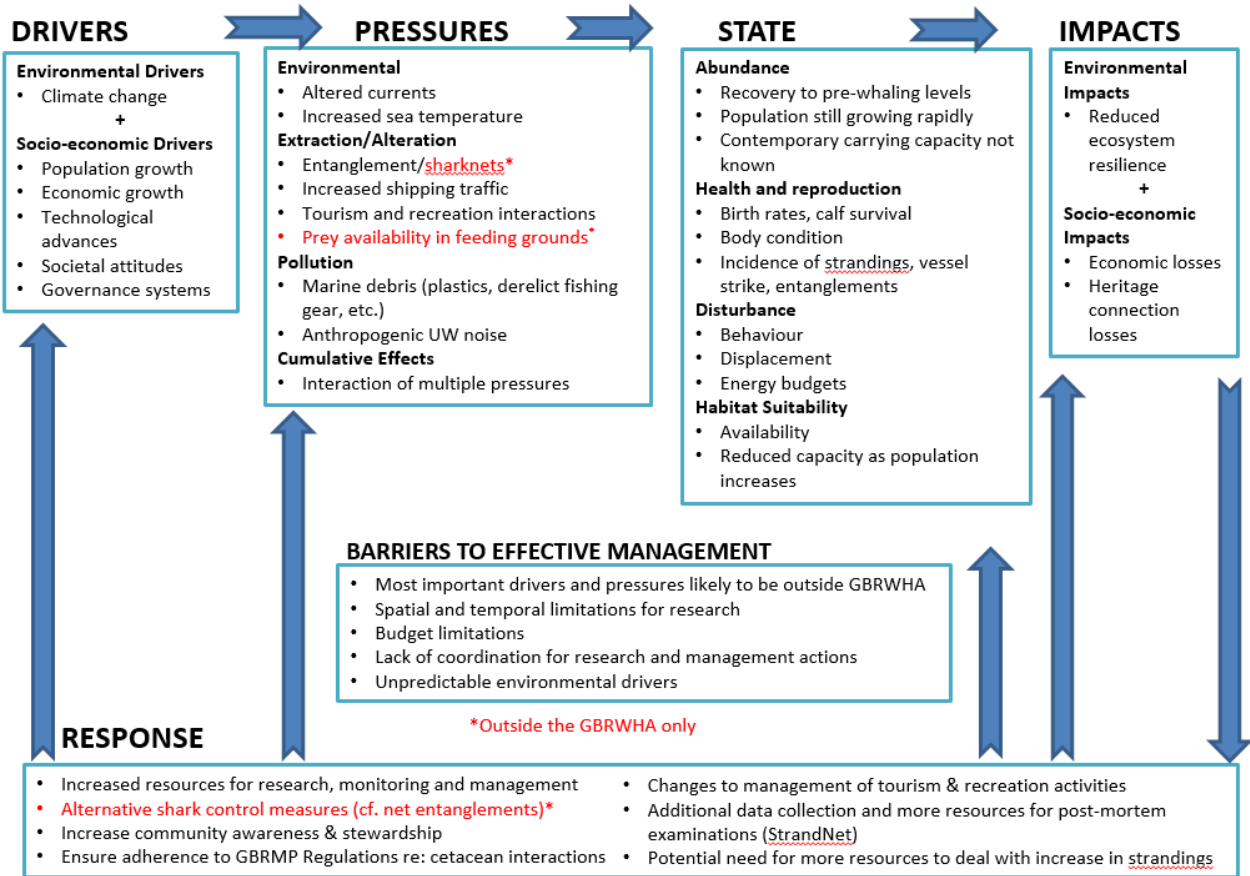 DRIVERS
Environmental Drivers
• Climate change
+
Socio-economic Drivers
• Population growth
• Economic growth
• Technological
advances
• Societal attitudes
• Governance systems
PRESSURES
Environmental
• Altered currents
• Increased sea temperature
Extraction/Alteration
• Entanglement/sharknets*
• Increased shipping traffic
• Tourism and recreation interactions
• Prey availability in feeding grounds*
Pollution
• Marine debris (plastics, derelict fishing
gear, etc.)
• Anthropogenic UW noise
Cumulative Effects
• Interaction of multiple pressures
STATE
Abundance
• Recovery to pre-whaling levels
• Population still growing rapidly
• Contemporary carrying capacity not
known
Health and reproduction
• Birth rates, calf survival
• Body condition
• Incidence of strandings, vessel
strike, entanglements
Disturbance
• Behaviour
• Displacement
• Energy budgets
Habitat Suitability
• Availability
• Reduced capacity as population
increases
IMPACTS
Environmental
Impacts
• Reduced
ecosystem
resilience
+
Socio-economic
Impacts
• Economic losses
• Heritage
connection
losses
BARRIERS TO EFFECTIVE MANAGEMENT
• Most important drivers and pressures likely to be outside GBRWHA
• Spatial and temporal limitations for research
• Budget limitations
• Lack of coordination for research and management actions
• Unpredictable environmental drivers
*Outside the GBRWHA only
RESPONSE
• Increased resources for research, monitoring and management
• Alternative shark control measures (cf. net entanglements)*
• Increase community awareness & stewardship
• Ensure adherence to GBRMP Regulations re: cetacean interactions
• Changes to management of tourism & recreation activities
• Additional data collection and more resources for post-mortem
examinations (StrandNet)
• Potential need for more resources to deal with increase in strandings